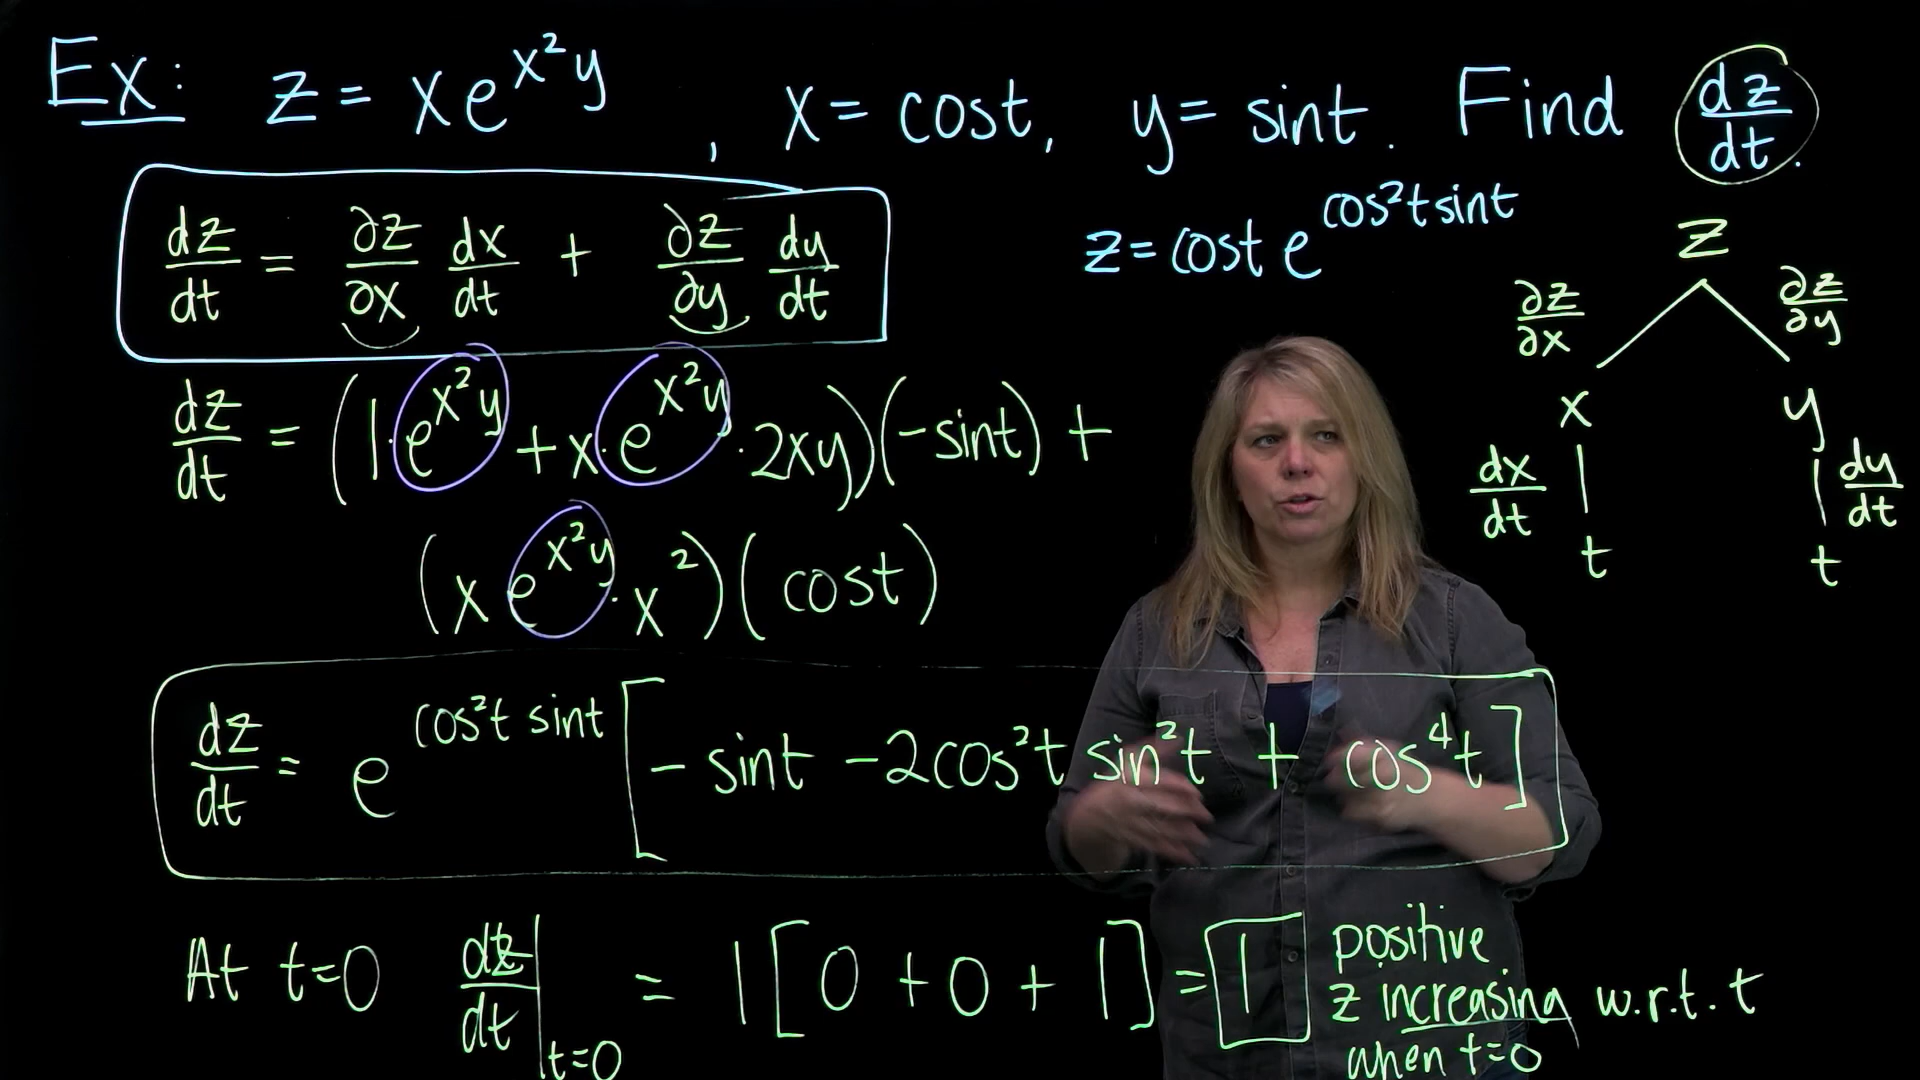 Ex: z = xe^{x²y}, x = cost, y = sint. Find dz/dt.
dz/dt = ∂z/∂x dx/dt + ∂z/∂y dy/dt
z = cost e^{cos²t sint}
z
∂z/∂x ∂z/∂y
x y
dx/dt dy/dt
t t
dz/dt = (1·e^{x²y} + x·e^{x²y}·2xy)(-sint) +
(x e^{x²y}·x²)(cost)
dz/dt = e^{cos²t sint} [- sint - 2cos²t sin²t + cos⁴t]
At t=0 dz/dt|_{t=0} = 1[0 + 0 + 1] = 1
positive
z increasing w.r.t. t
when t=0